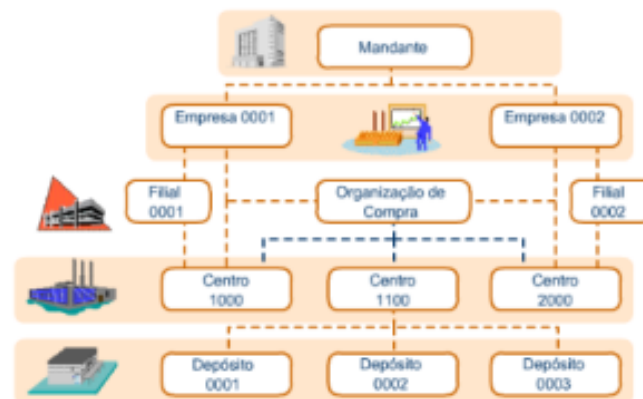 Mandante
Empresa 0001
Empresa 0002
Filial
0001
Organização de
Compra
Filial
0002
Centro
1000
Centro
1100
Centro
2000
Depósito
0001
Depósito
0002
Depósito
0003